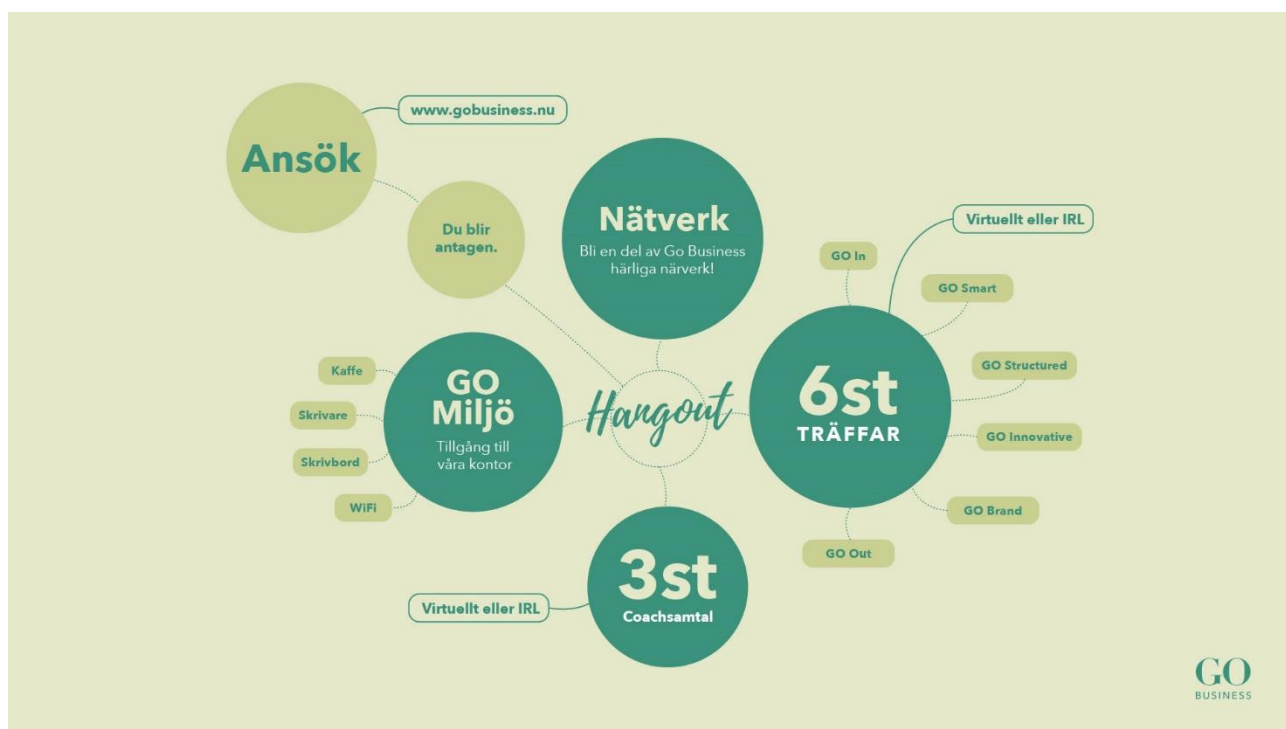 Ansök
www.gobusiness.nu
Du blir
antagen.
Nätverk
Bli en del av Go Business
härliga närverk!
Hangout
GO
Miljö
Tillgång till
våra kontor
Kaffe
Skrivare
Skrivbord
WiFi
6st
TRÄFFAR
Virtuellt eller IRL
GO In
GO Smart
GO Structured
GO Innovative
GO Brand
GO Out
3st
Coachsamtal
Virtuellt eller IRL
GO
BUSINESS